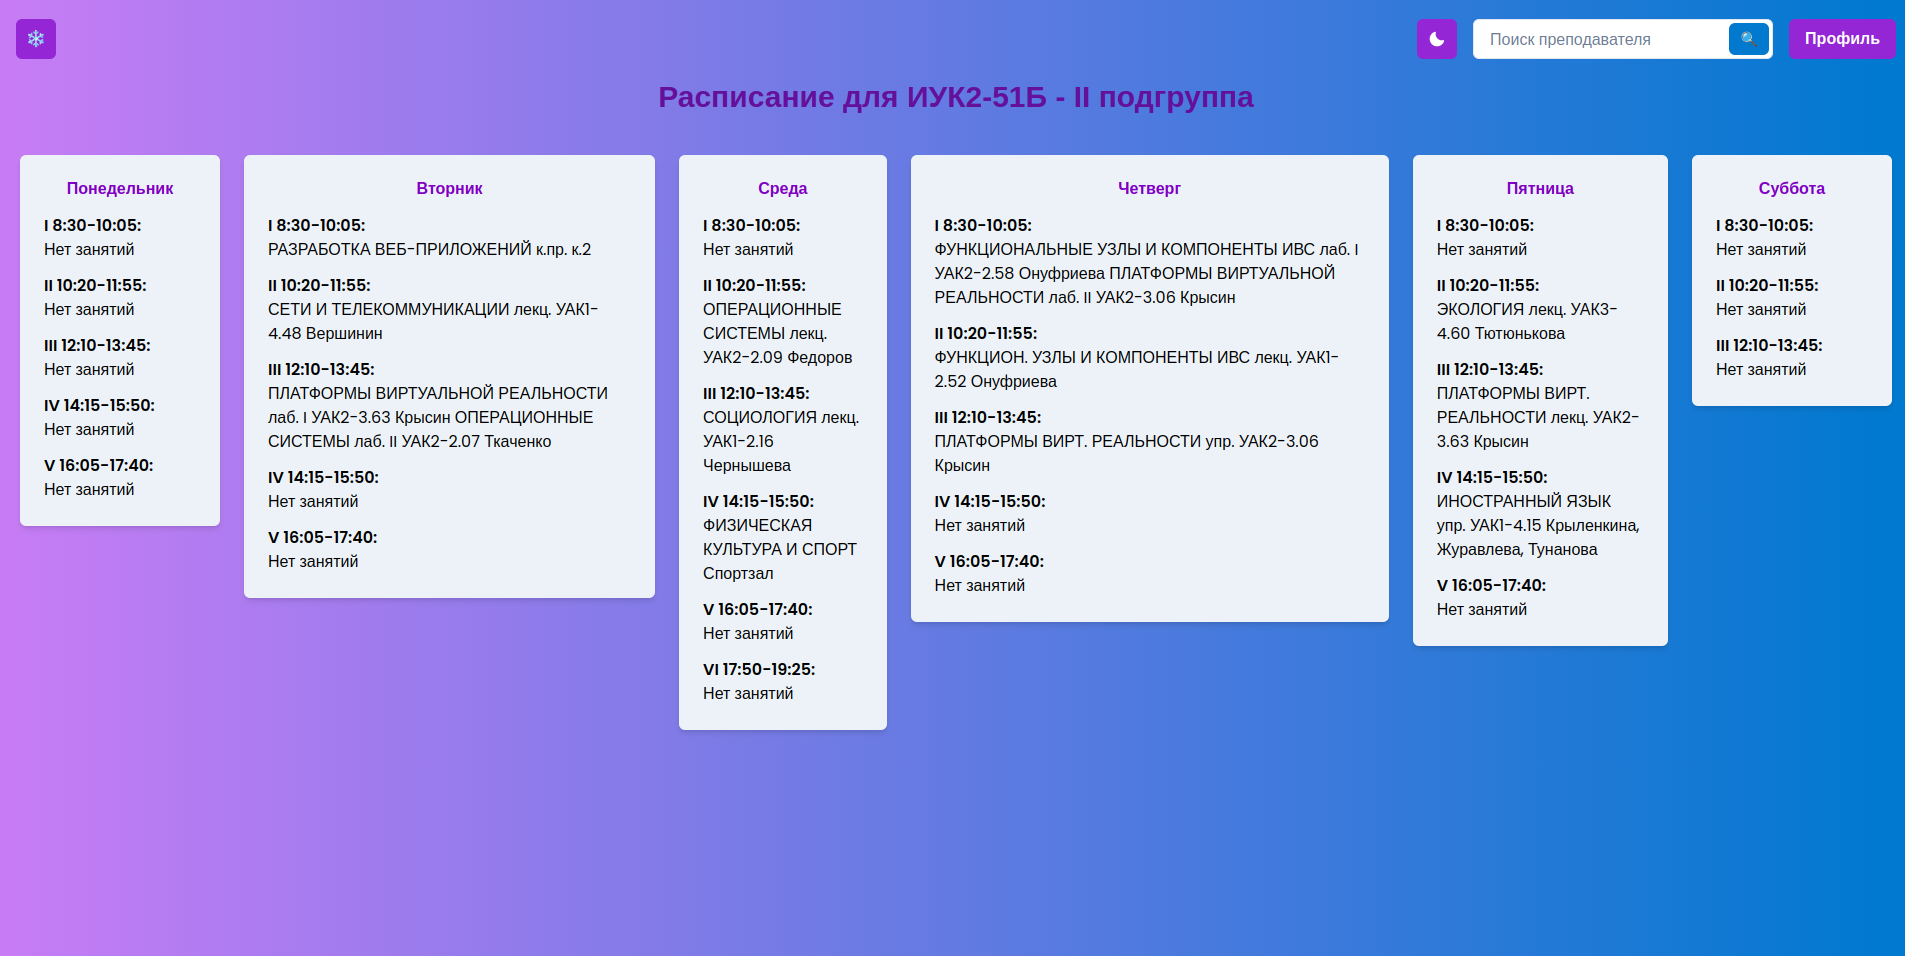 Поиск преподавателя
Профиль
Расписание для ИУК2-51Б - II подгруппа
Понедельник
I 8:30-10:05:
Нет занятий
II 10:20-11:55:
Нет занятий
III 12:10-13:45:
Нет занятий
IV 14:15-15:50:
Нет занятий
V 16:05-17:40:
Нет занятий
Вторник
I 8:30-10:05:
РАЗРАБОТКА ВЕБ-ПРИЛОЖЕНИЙ к.пр. к.2
II 10:20-11:55:
СЕТИ И ТЕЛЕКОММУНИКАЦИИ лекц. УАК1-
4.48 Вершинин
III 12:10-13:45:
ПЛАТФОРМЫ ВИРТУАЛЬНОЙ РЕАЛЬНОСТИ
лаб. I УАК2-3.63 Крысин ОПЕРАЦИОННЫЕ
СИСТЕМЫ лаб. II УАК2-2.07 Ткаченко
IV 14:15-15:50:
Нет занятий
V 16:05-17:40:
Нет занятий
Среда
I 8:30-10:05:
Нет занятий
II 10:20-11:55:
ОПЕРАЦИОННЫЕ
СИСТЕМЫ лекц.
УАК2-2.09 Федоров
III 12:10-13:45:
СОЦИОЛОГИЯ лекц.
УАК1-2.16
Чернышева
IV 14:15-15:50:
ФИЗИЧЕСКАЯ
КУЛЬТУРА И СПОРТ
Спортзал
V 16:05-17:40:
Нет занятий
VI 17:50-19:25:
Нет занятий
Четверг
I 8:30-10:05:
ФУНКЦИОНАЛЬНЫЕ УЗЛЫ И КОМПОНЕНТЫ ИВС лаб. I
УАК2-2.58 Онуфриева ПЛАТФОРМЫ ВИРТУАЛЬНОЙ
РЕАЛЬНОСТИ лаб. II УАК2-3.06 Крысин
II 10:20-11:55:
ФУНКЦИОН. УЗЛЫ И КОМПОНЕНТЫ ИВС лекц. УАК1-
2.52 Онуфриева
III 12:10-13:45:
ПЛАТФОРМЫ ВИРТ. РЕАЛЬНОСТИ упр. УАК2-3.06
Крысин
IV 14:15-15:50:
Нет занятий
V 16:05-17:40:
Нет занятий
Пятница
I 8:30-10:05:
Нет занятий
II 10:20-11:55:
ЭКОЛОГИЯ лекц. УАК3-
4.60 Тютюнькова
III 12:10-13:45:
ПЛАТФОРМЫ ВИРТ.
РЕАЛЬНОСТИ лекц. УАК2-
3.63 Крысин
IV 14:15-15:50:
ИНОСТРАННЫЙ ЯЗЫК
упр. УАК1-4.15 Крыленкина,
Журавлева, Тунанова
V 16:05-17:40:
Нет занятий
Суббота
I 8:30-10:05:
Нет занятий
II 10:20-11:55:
Нет занятий
III 12:10-13:45:
Нет занятий